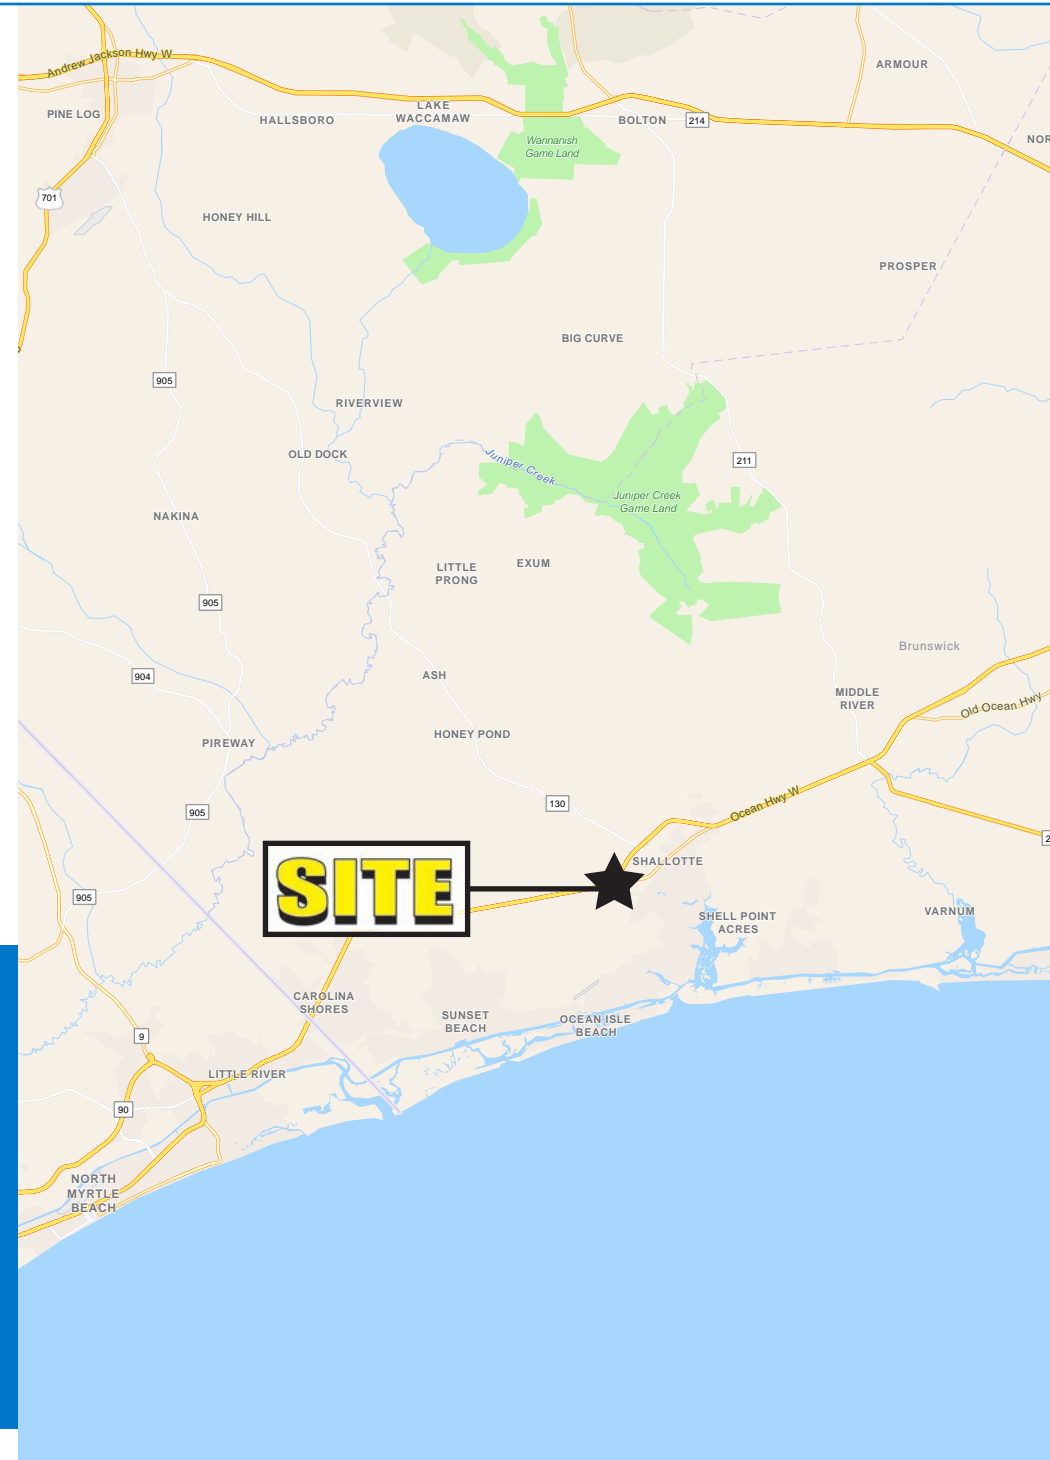 Andrew Jackson Hwy W
ARMOUR
PINE LOG
HALLSBORO
LAKE
WACCAMAW
BOLTON
214
Wannanish
Game Land
NOR
701
HONEY HILL
PROSPER
BIG CURVE
905
RIVERVIEW
OLD DOCK
Juniper Creek
211
Juniper Creek
Game Land
NAKINA
LITTLE
PRONG
EXUM
905
Brunswick
904
ASH
MIDDLE
RIVER
Old Ocean Hwy
HONEY POND
PIREWAY
905
130
Ocean Hwy W
2
SITE
SHALLOTTE
905
SHELL POINT
ACRES
VARNUM
CAROLINA
SHORES
SUNSET
BEACH
OCEAN ISLE
BEACH
9
LITTLE RIVER
90
NORTH
MYRTLE
BEACH